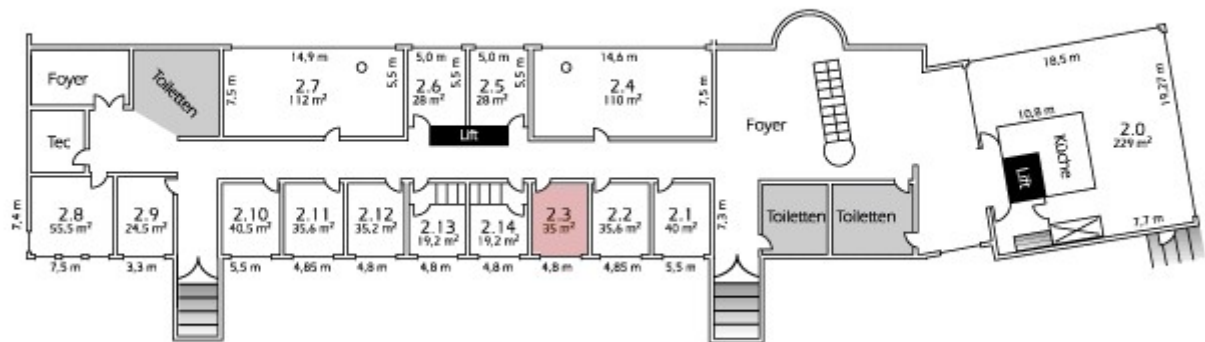 14,9 m
5,0 m
5,0 m
14,6 m
18,5 m
Foyer
Toiletten
7,5 m
2.7
112 m²
5,5 m
2.6
28 m²
5,5 m
2.5
28 m²
5,5 m
2.4
110 m²
7,5 m
19,27 m
10,8 m
Foyer
Küche
2.0
229 m²
Lift
Tec
Lift
7,4 m
2.8
55,5 m²
2.9
24,5 m²
2.10
40,5 m²
2.11
35,6 m²
2.12
35,2 m²
2.13
19,2 m²
2.14
19,2 m²
2.3
35 m²
2.2
35,6 m²
2.1
40 m²
7,3 m
Toiletten
Toiletten
7,7 m
7,5 m
3,3 m
5,5 m
4,85 m
4,8 m
4,8 m
4,8 m
4,8 m
4,85 m
5,5 m